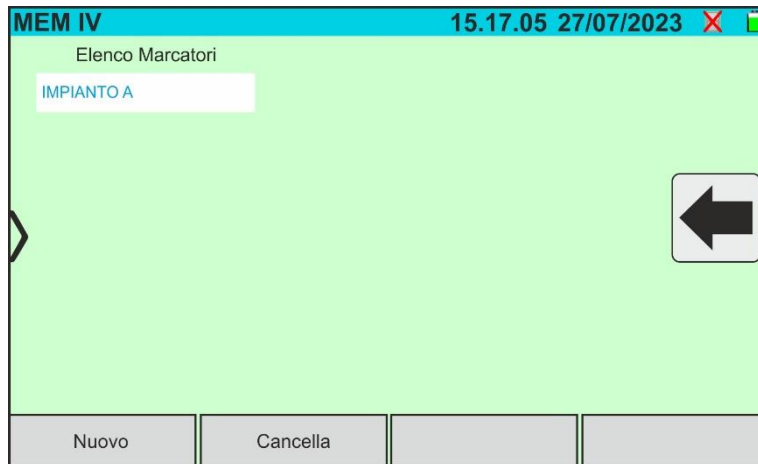 MEM IV 15.17.05 27/07/2023
Elenco Marcatori
IMPIANTO A
Nuovo Cancella